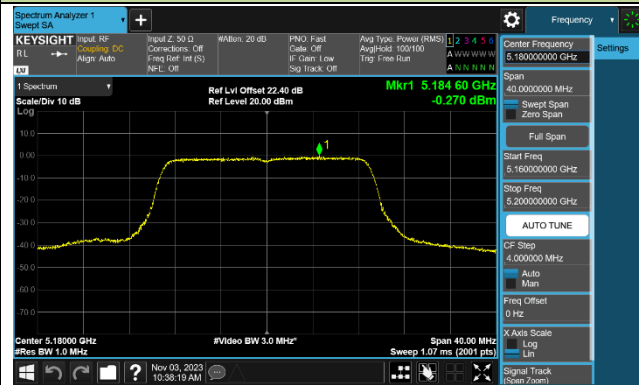 Spectrum Analyzer 1
Swept SA
Frequency
KEYSIGHT
RL
LXI
Input: RF
Coupling: DC
Align: Auto
Input Z: 50 Ω
Corrections: Off
Freq Ref: Int (S)
NFE: Off
#Atten: 20 dB
PNO: Fast
Gate: Off
IF Gain: Low
Sig Track: Off
Avg Type: Power (RMS)
Avg|Hold: 100/100
Trig: Free Run
1 2 3 4 5 6
A W W W W W
A N N N N N
1 Spectrum
Scale/Div 10 dB
Log
Ref Lvl Offset 22.40 dB
Ref Level 20.00 dBm
Mkr1 5.184 60 GHz
-0.270 dBm
1
10.0
0.00
-10.0
-20.0
-30.0
-40.0
-50.0
-60.0
-70.0
Center 5.18000 GHz
#Res BW 1.0 MHz
#Video BW 3.0 MHz*
Span 40.00 MHz
Sweep 1.07 ms (2001 pts)
Nov 03, 2023
10:38:19 AM
Center Frequency
5.180000000 GHz
Settings
Span
40.0000000 MHz
Swept Span
Zero Span
Full Span
Start Freq
5.160000000 GHz
Stop Freq
5.200000000 GHz
AUTO TUNE
CF Step
4.000000 MHz
Auto
Man
Freq Offset
0 Hz
X Axis Scale
Log
Lin
Signal Track
(Span Zoom)